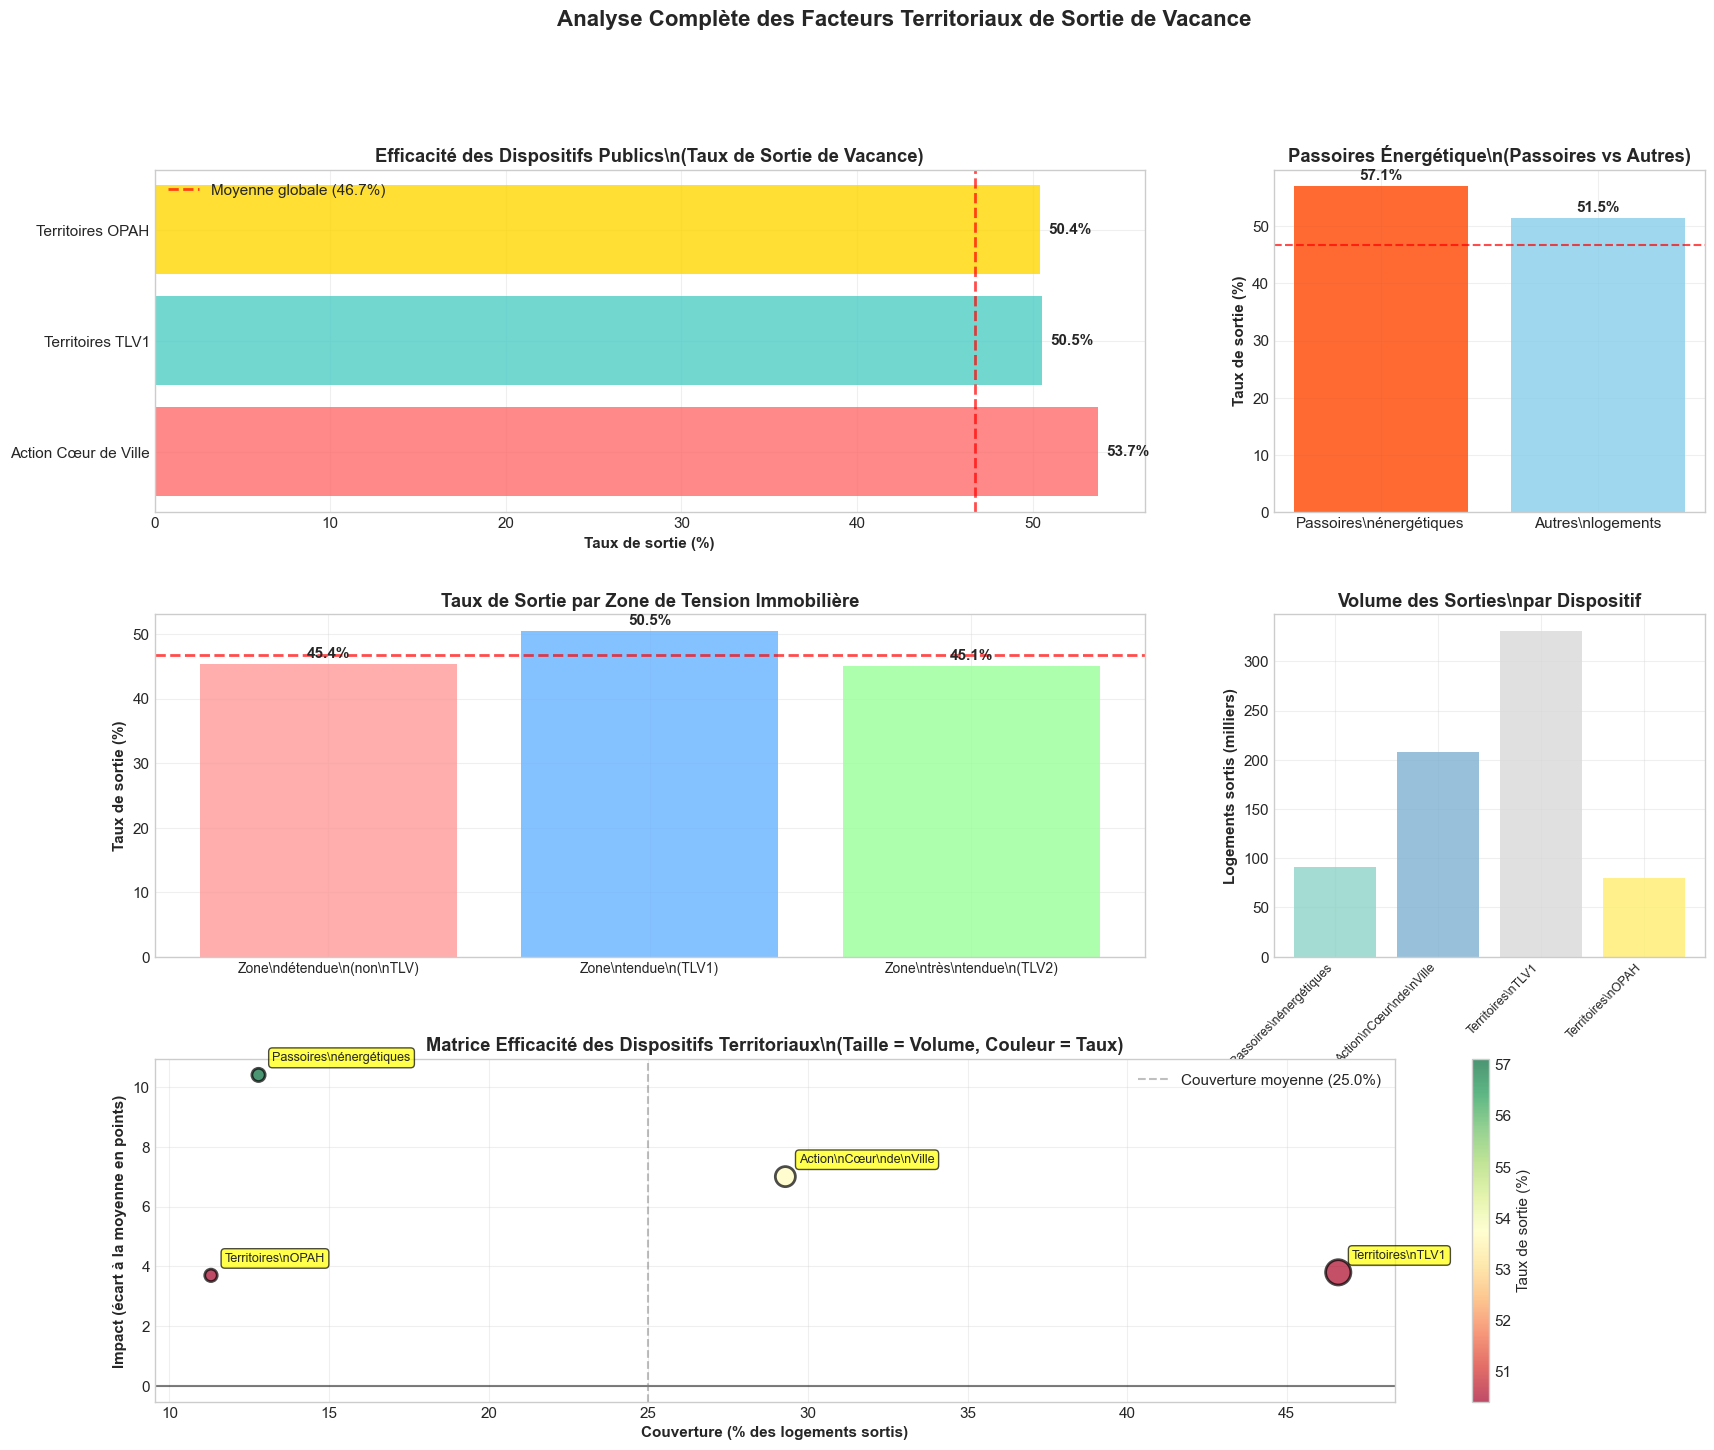 Analyse Complète des Facteurs Territoriaux de Sortie de Vacance
Efficacité des Dispositifs Publics\n(Taux de Sortie de Vacance)
Moyenne globale (46.7%)
Territoires OPAH
50.4%
Territoires TLV1
50.5%
Action Cœur de Ville
53.7%
0 10 20 30 40 50
Taux de sortie (%)
Passoires Énergétique\n(Passoires vs Autres)
57.1%
51.5%
Taux de sortie (%)
50
40
30
20
10
0
Passoires\nénergétiques
Autres\nlogements
Taux de Sortie par Zone de Tension Immobilière
45.4%
50.5%
45.1%
Taux de sortie (%)
50
40
30
20
10
0
Zone\ndétendue\n(non\nTLV)
Zone\ntendue\n(TLV1)
Zone\ntrès\ntendue\n(TLV2)
Volume des Sorties\npar Dispositif
Logements sortis (milliers)
300
250
200
150
100
50
0
Passoires\nénergétiques
Action\nCœur\nde\nVille
Territoires\nTLV1
Territoires\nOPAH
Matrice Efficacité des Dispositifs Territoriaux\n(Taille = Volume, Couleur = Taux)
Couverture moyenne (25.0%)
Passoires\nénergétiques
Action\nCœur\nde\nVille
Territoires\nOPAH
Territoires\nTLV1
Impact (écart à la moyenne en points)
10
8
6
4
2
0
10 15 20 25 30 35 40 45
Couverture (% des logements sortis)
57
56
55
54
53
52
51
Taux de sortie (%)